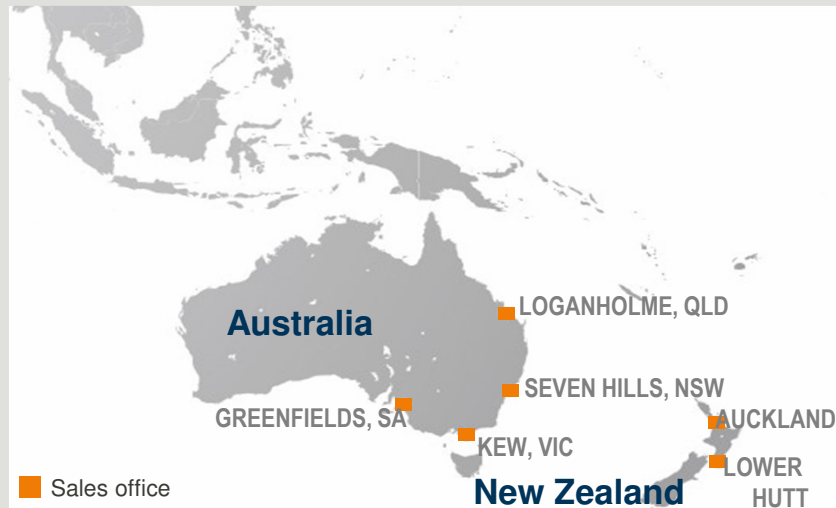 LOGANHOLME, QLD
Australia
SEVEN HILLS, NSW
GREENFIELDS, SA
AUCKLAND
KEW, VIC
LOWER
HUTT
New Zealand
Sales office